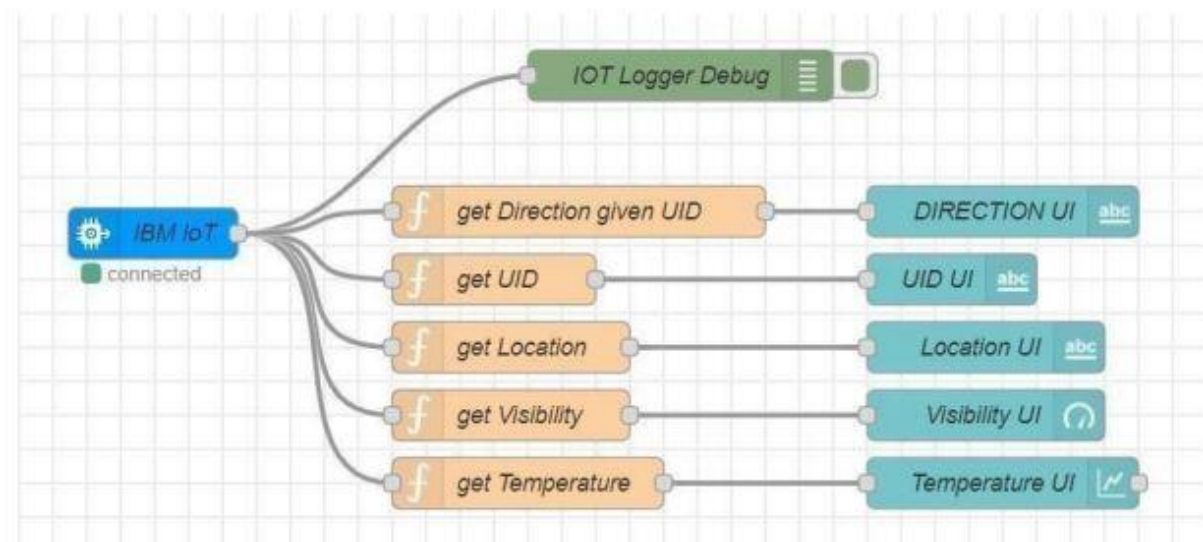 IOT Logger Debug
IBM IoT
connected
get Direction given UID
DIRECTION UI
abc
get UID
UID UI
abc
get Location
Location UI
abc
get Visibility
Visibility UI
get Temperature
Temperature UI